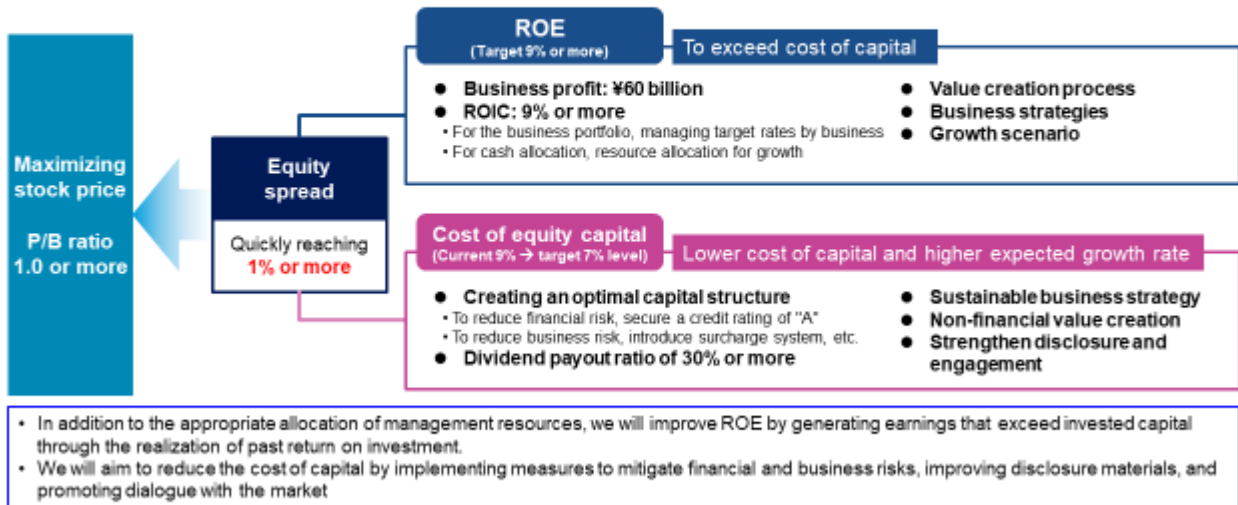 Maximizing
stock price
P/B ratio
1.0 or more
Equity
spread
Quickly reaching
1% or more
ROE
(Target 9% or more)
To exceed cost of capital
● Business profit: ¥60 billion
● ROIC: 9% or more
• For the business portfolio, managing target rates by business
• For cash allocation, resource allocation for growth
● Value creation process
● Business strategies
● Growth scenario
Cost of equity capital
(Current 9% → target 7% level)
Lower cost of capital and higher expected growth rate
● Creating an optimal capital structure
• To reduce financial risk, secure a credit rating of "A"
• To reduce business risk, introduce surcharge system, etc.
● Dividend payout ratio of 30% or more
● Sustainable business strategy
● Non-financial value creation
● Strengthen disclosure and
engagement
• In addition to the appropriate allocation of management resources, we will improve ROE by generating earnings that exceed invested capital
through the realization of past return on investment.
• We will aim to reduce the cost of capital by implementing measures to mitigate financial and business risks, improving disclosure materials, and
promoting dialogue with the market